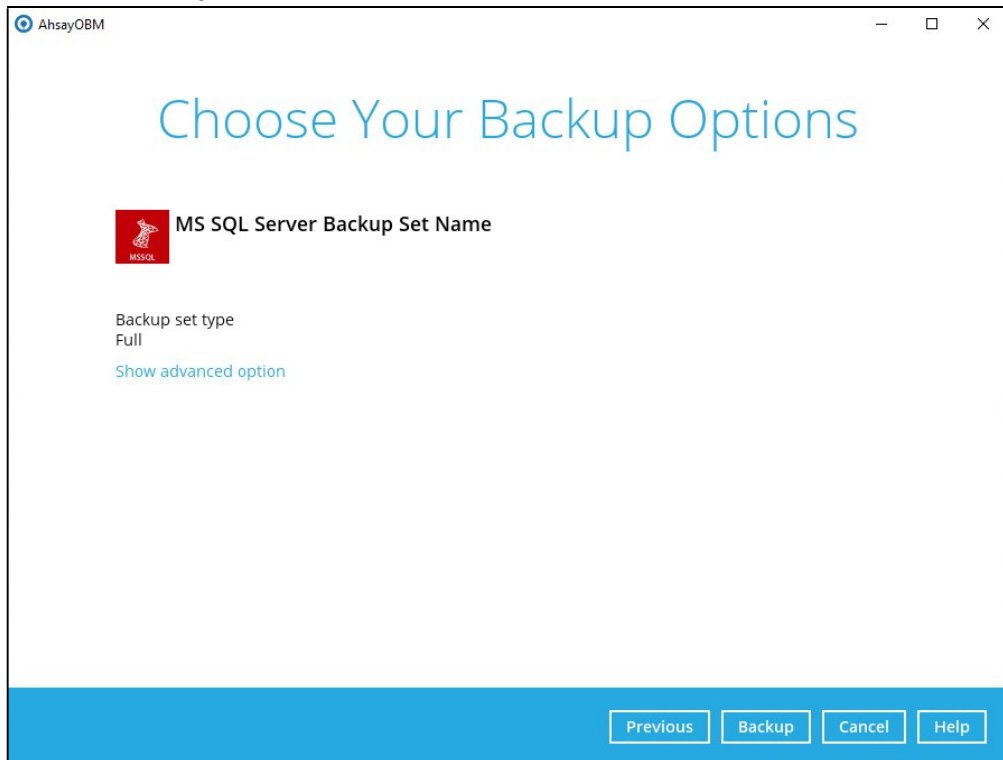 AhsayOBM
Choose Your Backup Options
MS SQL Server Backup Set Name
MSSQL
Backup set type
Full
Show advanced option
Previous Backup Cancel Help